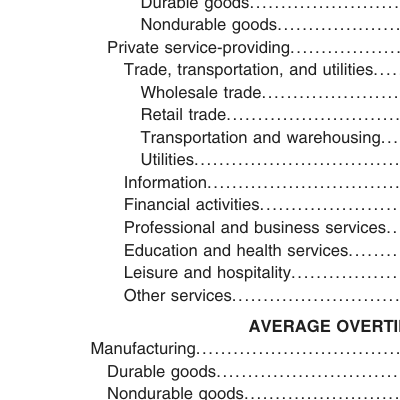 Durable goods
Nondurable goods
Private service-providing
Trade, transportation, and utilities
Wholesale trade
Retail trade
Transportation and warehousing
Utilities
Information
Financial activities
Professional and business services
Education and health services
Leisure and hospitality
Other services
AVERAGE
Manufacturing
Durable goods
Nondurable goods